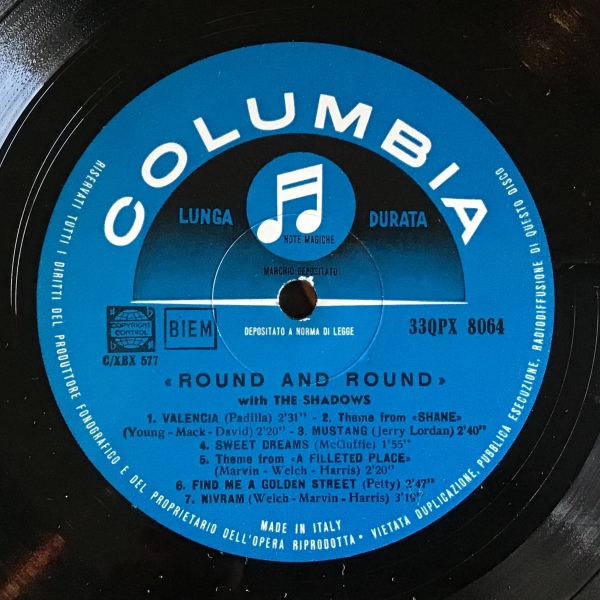 COLUMBIA
LUNGA DURATA
NOTE MAGICHE
MARCHIO DEPOSITATO
COPYRIGHT CONTROL
BIEM
DEPOSITATO A NORMA DI LEGGE
33QPX 8064
C/XBX 577
«ROUND AND ROUND»
with THE SHADOWS
1. VALENCIA (Padilla) 2'31" - 2. Theme from «SHANE»
(Young - Mack - David) 2'20" - 3. MUSTANG (Jerry Lordan) 2'40"
4. SWEET DREAMS (McGuffie) 1'55"
5. Theme from «A FILLETED PLACE»
(Marvin - Welch - Harris) 2'20"
6. FIND ME A GOLDEN STREET (Petty) 2'47"
7. NIVRAM (Welch - Marvin - Harris) 3'19"
MADE IN ITALY
RISERVATI TUTTI I DIRITTI DEL PRODUTTORE FONOGRAFICO E DEL PROPRIETARIO DELL'OPERA RIPRODOTTA • VIETATA DUPLICAZIONE, PUBBLICA ESECUZIONE, RADIODIFFUSIONE DI QUESTO DISCO